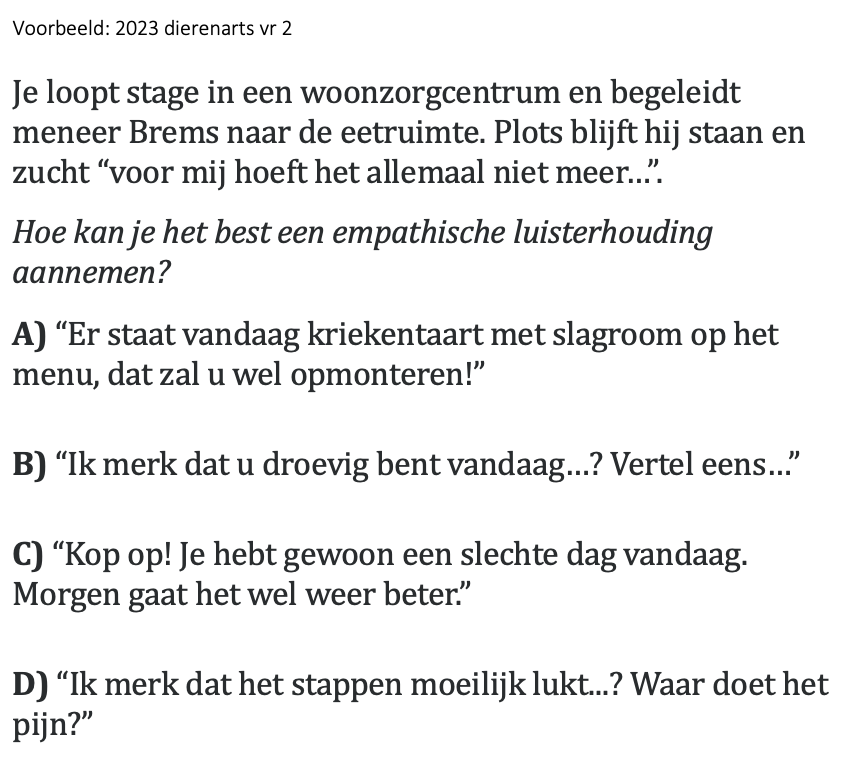 Voorbeeld: 2023 dierenarts vr 2
Je loopt stage in een woonzorgcentrum en begeleidt
meneer Brems naar de eetruimte. Plots blijft hij staan en
zucht “voor mij hoeft het allemaal niet meer...”.
Hoe kan je het best een empathische luisterhouding
aannemen?
A) “Er staat vandaag kriekentaart met slagroom op het
menu, dat zal u wel opmonteren!”
B) “Ik merk dat u droevig bent vandaag...? Vertel eens...”
C) “Kop op! Je hebt gewoon een slechte dag vandaag.
Morgen gaat het wel weer beter.”
D) “Ik merk dat het stappen moeilijk lukt...? Waar doet het
pijn?”